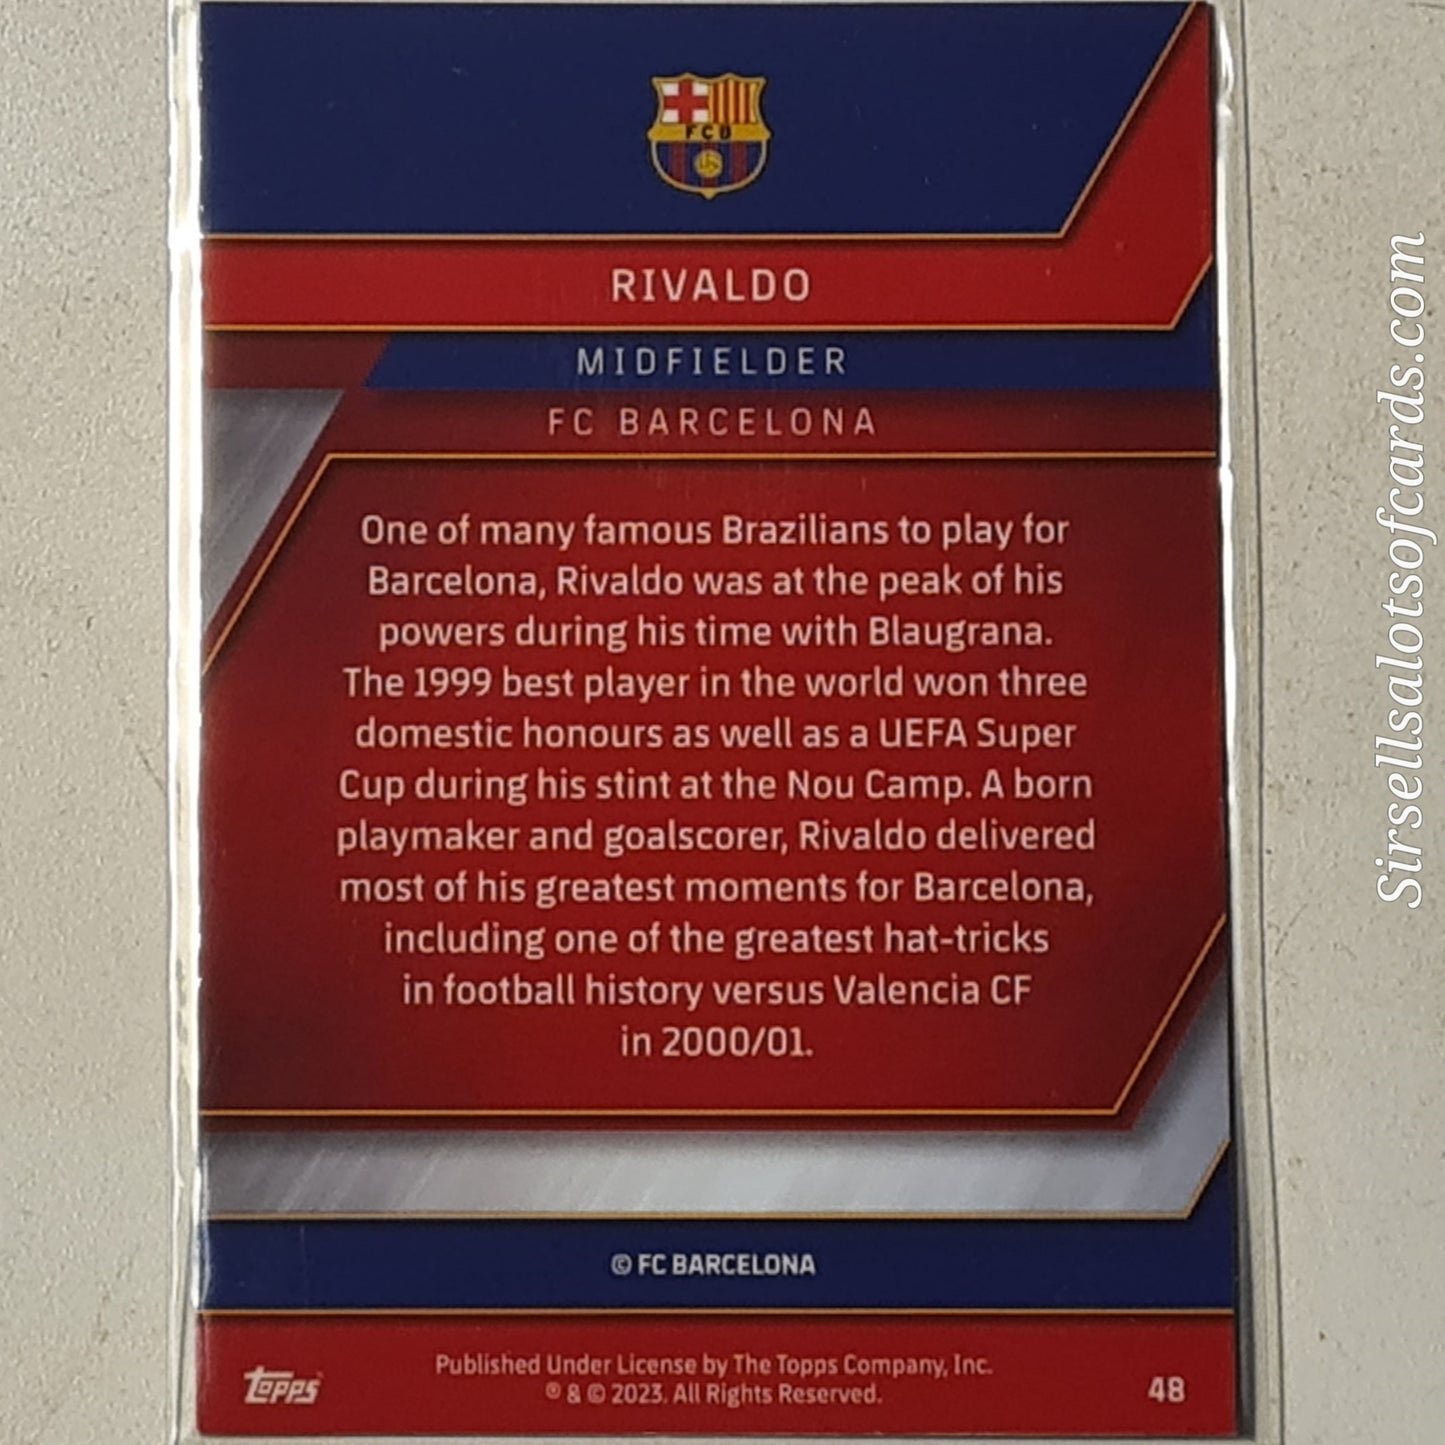 FCB
RIVALDO
MIDFIELDER
FC BARCELONA
One of many famous Brazilians to play for
Barcelona, Rivaldo was at the peak of his
powers during his time with Blaugrana.
The 1999 best player in the world won three
domestic honours as well as a UEFA Super
Cup during his stint at the Nou Camp. A born
playmaker and goalscorer, Rivaldo delivered
most of his greatest moments for Barcelona,
including one of the greatest hat-tricks
in football history versus Valencia CF
in 2000/01.
© FC BARCELONA
Topps
Published Under License by The Topps Company, Inc.
® & © 2023. All Rights Reserved.
48
Sirsellsalotsofcards.com